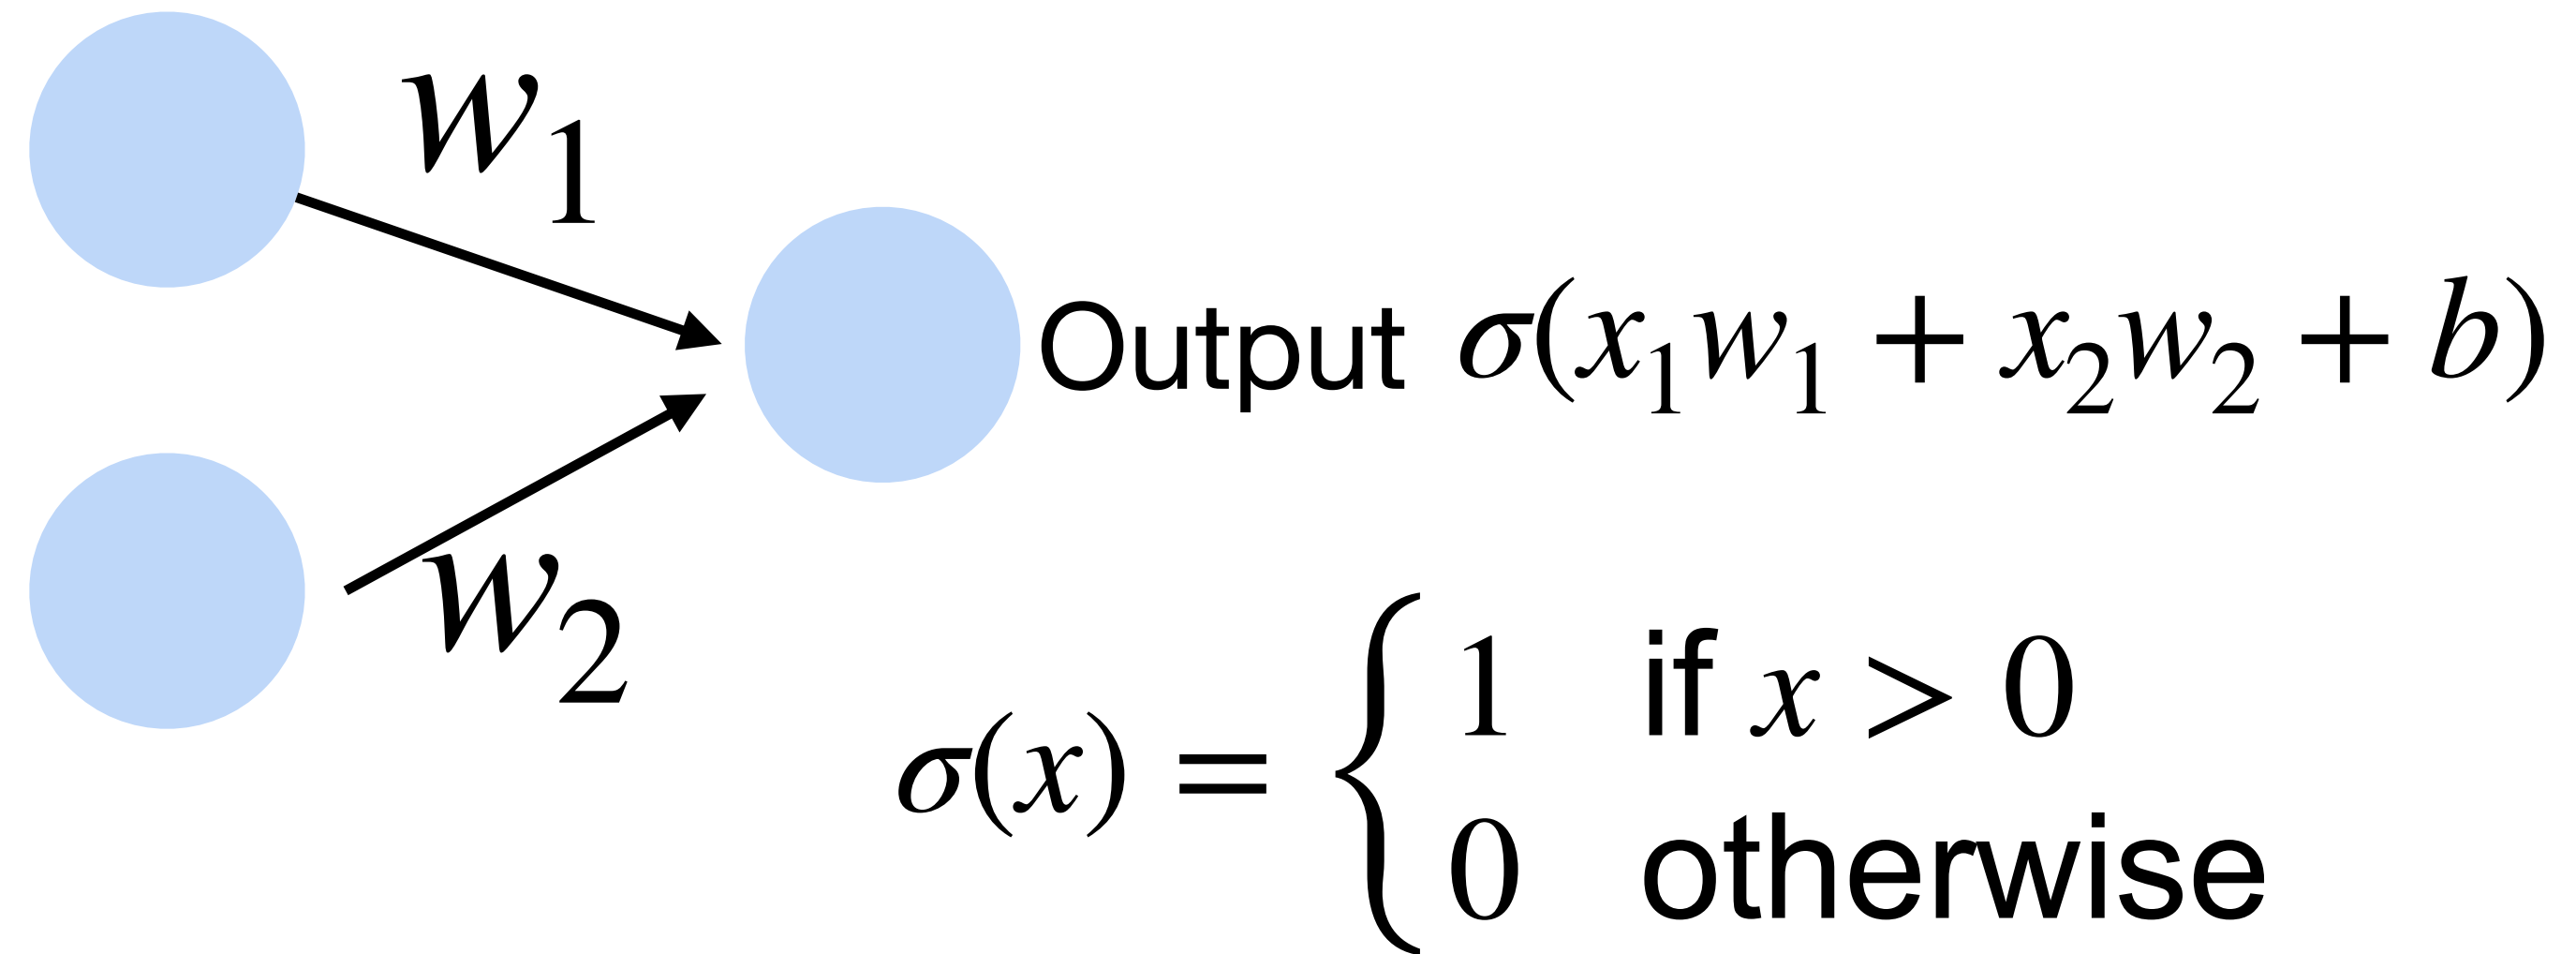 w₁
Output σ(x₁w₁ + x₂w₂ + b)
w₂
σ(x) = { 1 if x > 0
0 otherwise